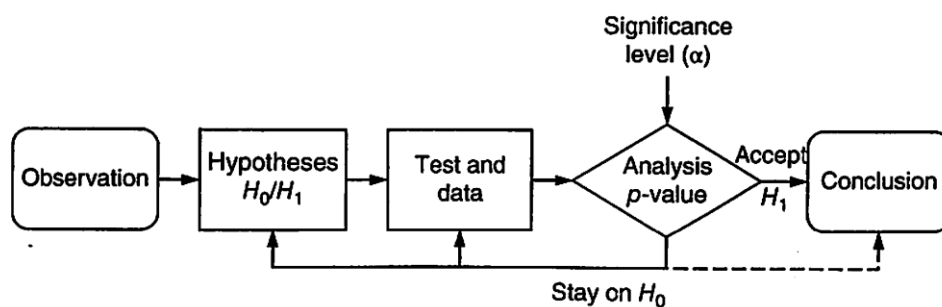 Significance
level (α)
Observation
Hypotheses
H₀/H₁
Test and
data
Analysis
p-value
Accept
H₁
Conclusion
Stay on H₀